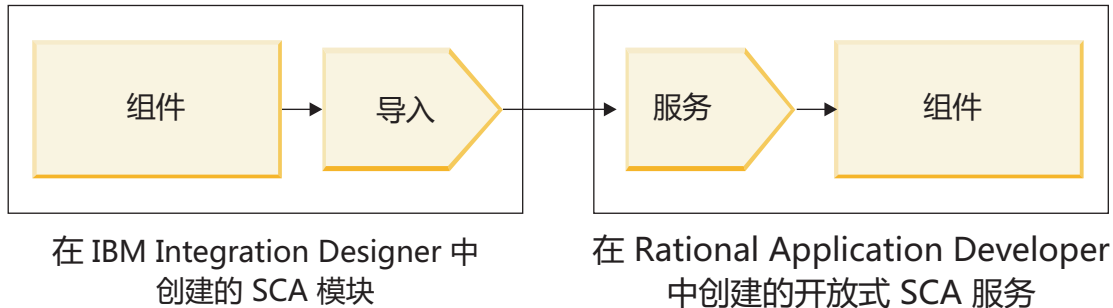 组件
导入
服务
组件
在 IBM Integration Designer 中
创建的 SCA 模块
在 Rational Application Developer
中创建的开放式 SCA 服务